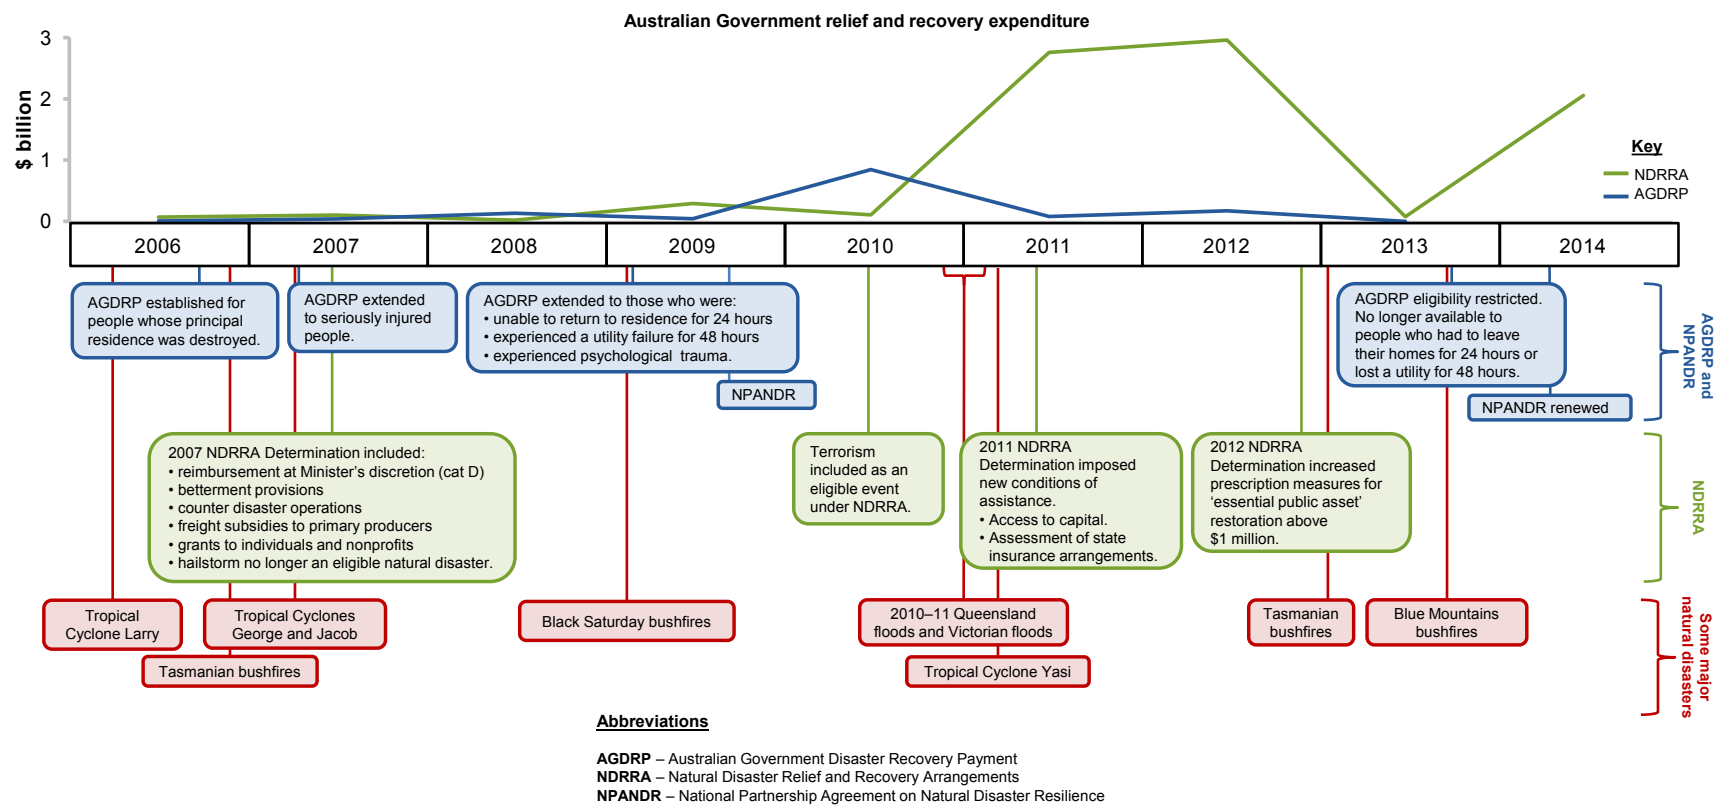 Australian Government relief and recovery expenditure
3
2
1
0
$ billion
Key
NDRRA
AGDRP
2006
2007
2008
2009
2010
2011
2012
2013
2014
AGDRP established for
people whose principal
residence was destroyed.
AGDRP extended
to seriously injured
people.
AGDRP extended to those who were:
• unable to return to residence for 24 hours
• experienced a utility failure for 48 hours
• experienced psychological trauma.
NPANDR
AGDRP eligibility restricted.
No longer available to
people who had to leave
their homes for 24 hours or
lost a utility for 48 hours.
NPANDR renewed
AGDRP and
NPANDR
2007 NDRRA Determination included:
• reimbursement at Minister’s discretion (cat D)
• betterment provisions
• counter disaster operations
• freight subsidies to primary producers
• grants to individuals and nonprofits
• hailstorm no longer an eligible natural disaster.
Terrorism
included as an
eligible event
under NDRRA.
2011 NDRRA
Determination imposed
new conditions of
assistance.
• Access to capital.
• Assessment of state
insurance arrangements.
2012 NDRRA
Determination increased
prescription measures for
‘essential public asset’
restoration above
$1 million.
NDRRA
Tropical
Cyclone Larry
Tropical Cyclones
George and Jacob
Tasmanian bushfires
Black Saturday bushfires
2010–11 Queensland
floods and Victorian floods
Tropical Cyclone Yasi
Tasmanian
bushfires
Blue Mountains
bushfires
Some major
natural disasters
Abbreviations
AGDRP – Australian Government Disaster Recovery Payment
NDRRA – Natural Disaster Relief and Recovery Arrangements
NPANDR – National Partnership Agreement on Natural Disaster Resilience